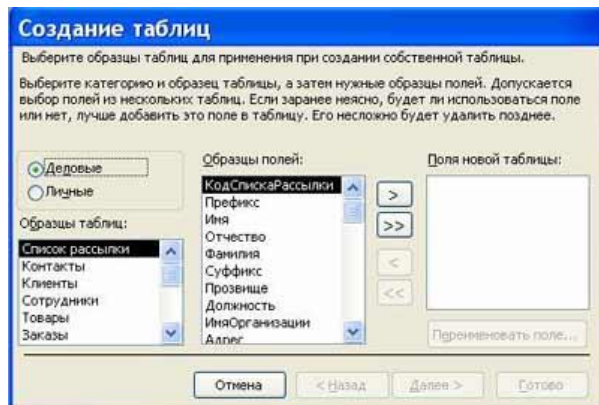 Создание таблиц
Выберите образцы таблиц для применения при создании собственной таблицы.
Выберите категорию и образец таблицы, а затем нужные образцы полей. Допускается
выбор полей из нескольких таблиц. Если заранее неясно, будет ли использоваться поле
или нет, лучше добавить это поле в таблицу. Его несложно будет удалить позднее.
Деловые
Личные
Образцы таблиц:
Список рассылки
Контакты
Клиенты
Сотрудники
Товары
Заказы
Образцы полей:
КодСпискаРассылки
Префикс
Имя
Отчество
Фамилия
Суффикс
Прозвище
Должность
ИмяОрганизации
Адрес
>
>>
<
<<
Поля новой таблицы:
Переименовать поле...
Отмена
< Назад
Далее >
Готово